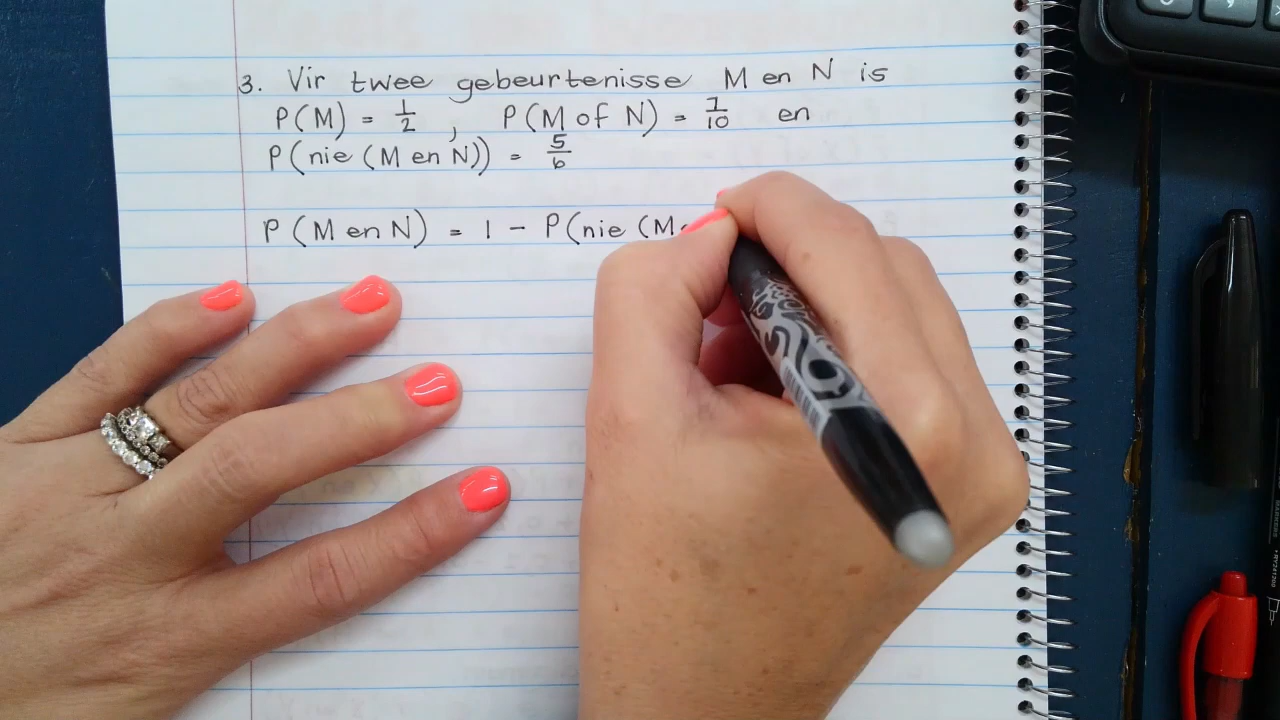 3. Vir twee gebeurtenisse M en N is
P(M) = 1/2 , P(M of N) = 7/10 en
P(nie (M en N)) = 5/6
P(M en N) = 1 - P(nie (M